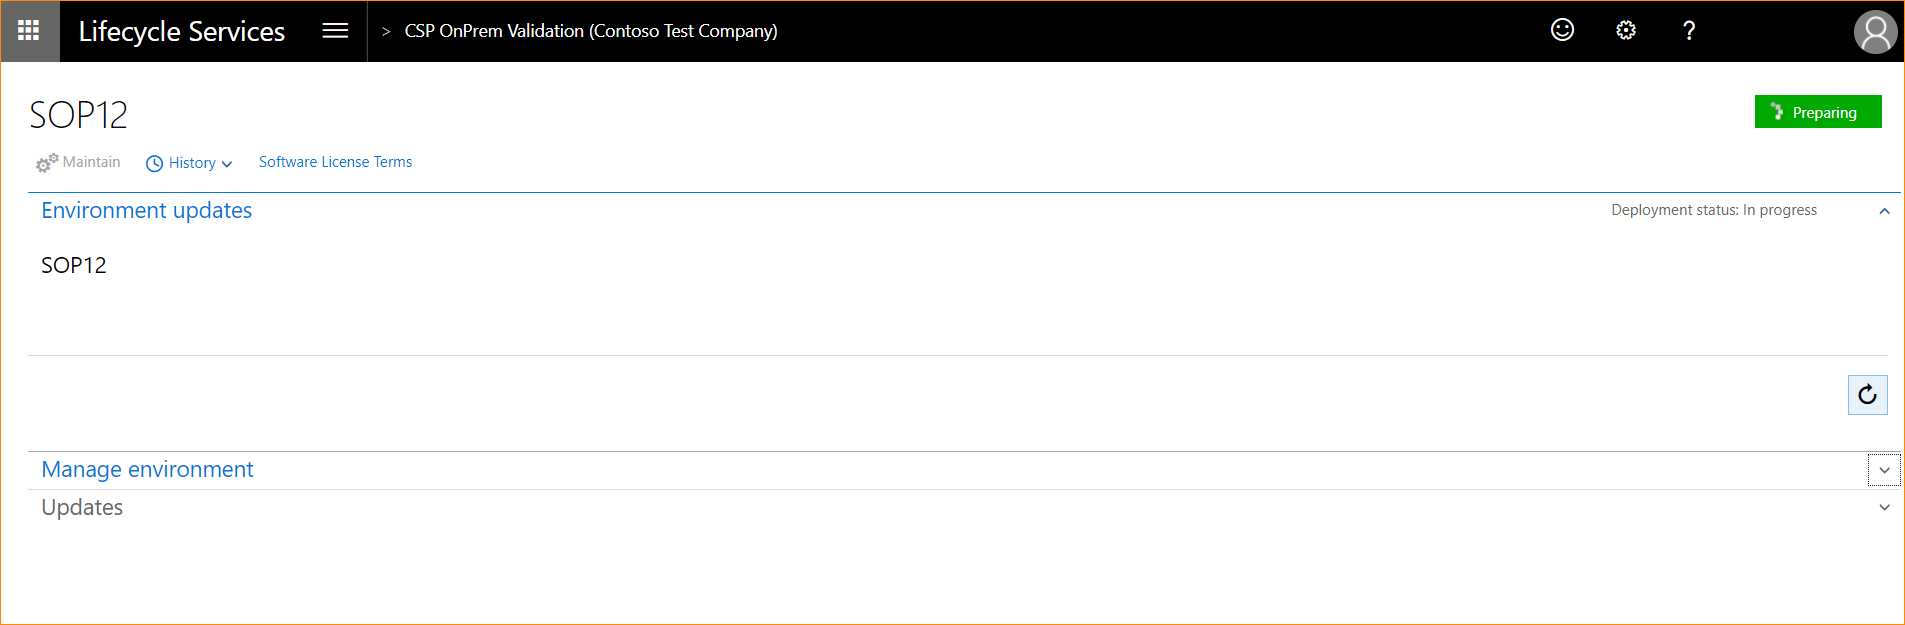 Lifecycle Services > CSP OnPrem Validation (Contoso Test Company) ?
SOP12
Preparing
Maintain History Software License Terms
Environment updates Deployment status: In progress
SOP12
Manage environment
Updates